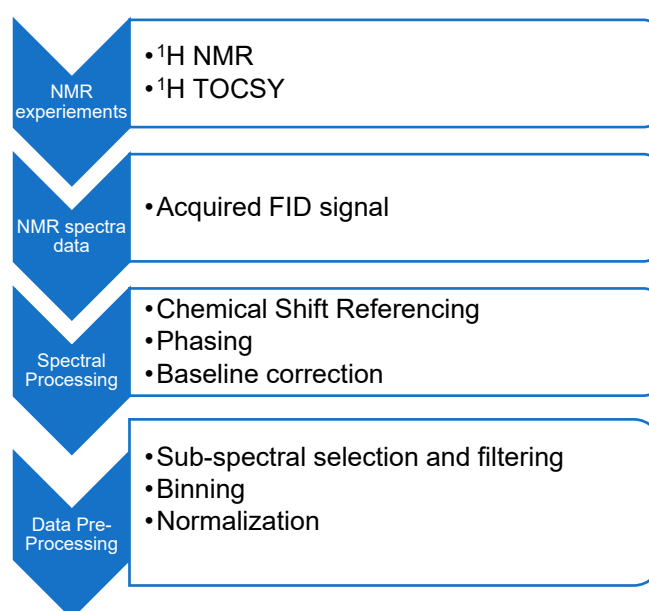 NMR
experiements
•¹H NMR
•¹H TOCSY
NMR spectra
data
•Acquired FID signal
Spectral
Processing
•Chemical Shift Referencing
•Phasing
•Baseline correction
Data Pre-
Processing
•Sub-spectral selection and filtering
•Binning
•Normalization